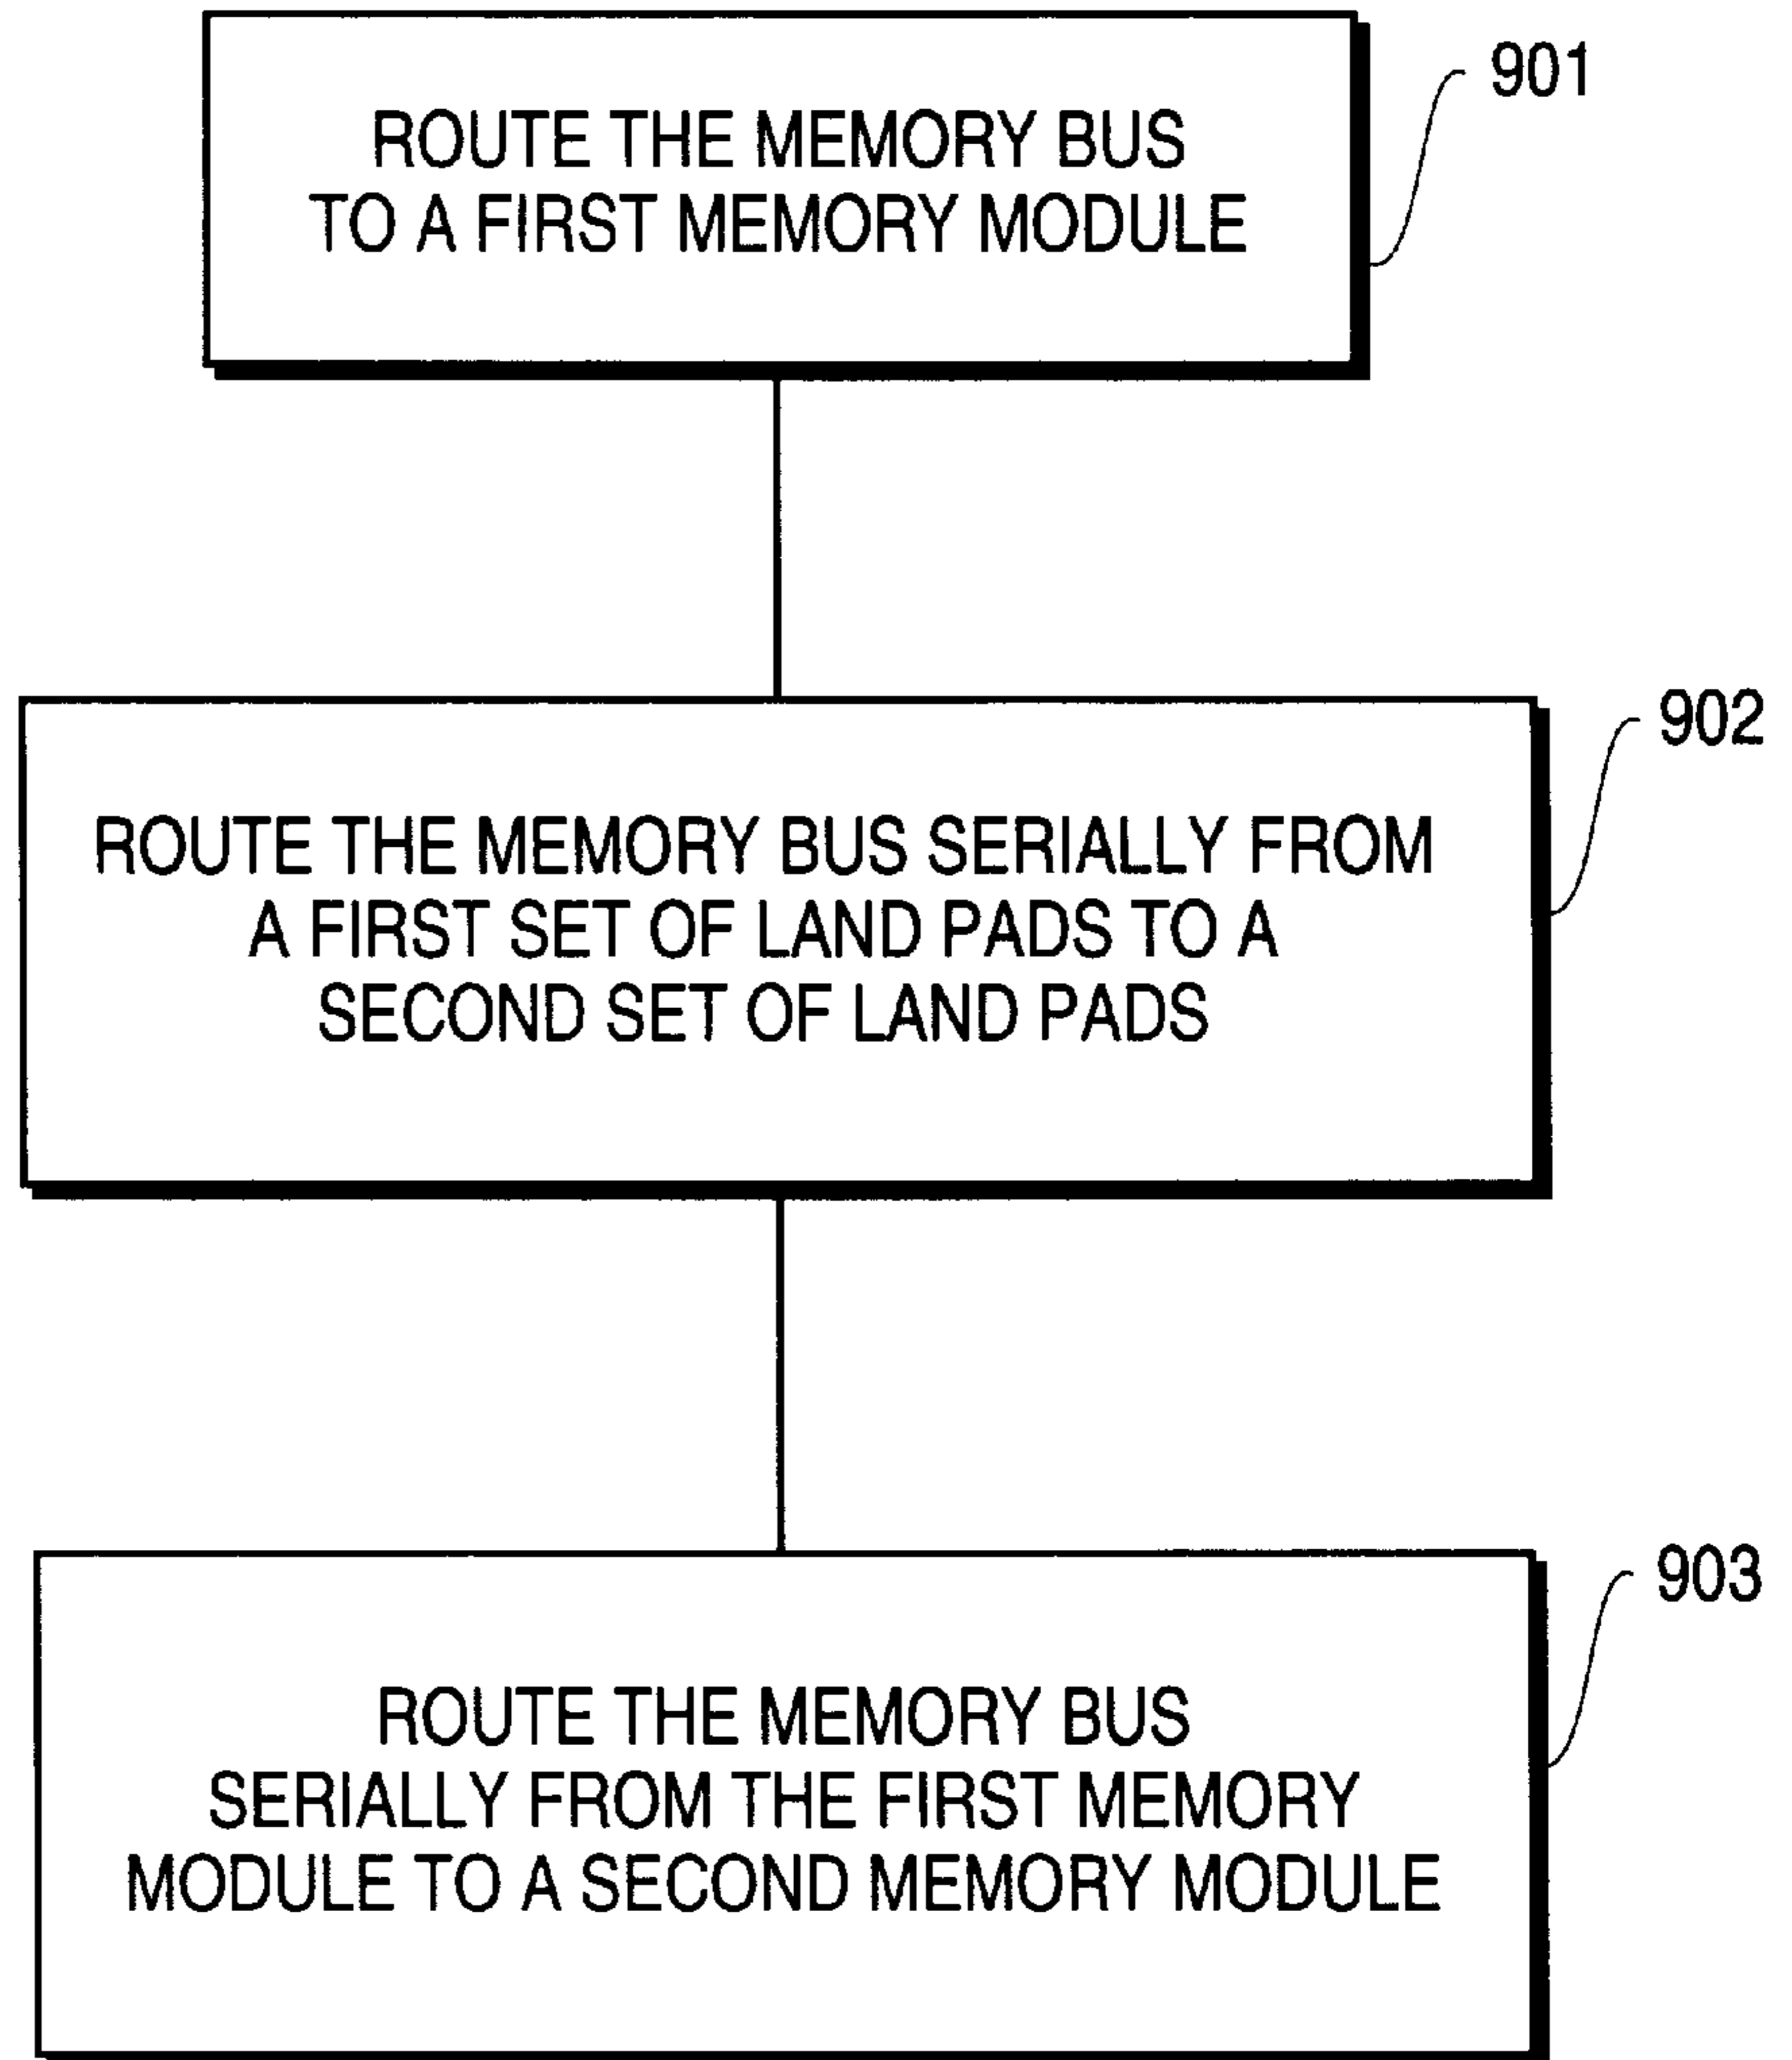 901
ROUTE THE MEMORY BUS
TO A FIRST MEMORY MODULE
902
ROUTE THE MEMORY BUS SERIALLY FROM
A FIRST SET OF LAND PADS TO A
SECOND SET OF LAND PADS
903
ROUTE THE MEMORY BUS
SERIALLY FROM THE FIRST MEMORY
MODULE TO A SECOND MEMORY MODULE